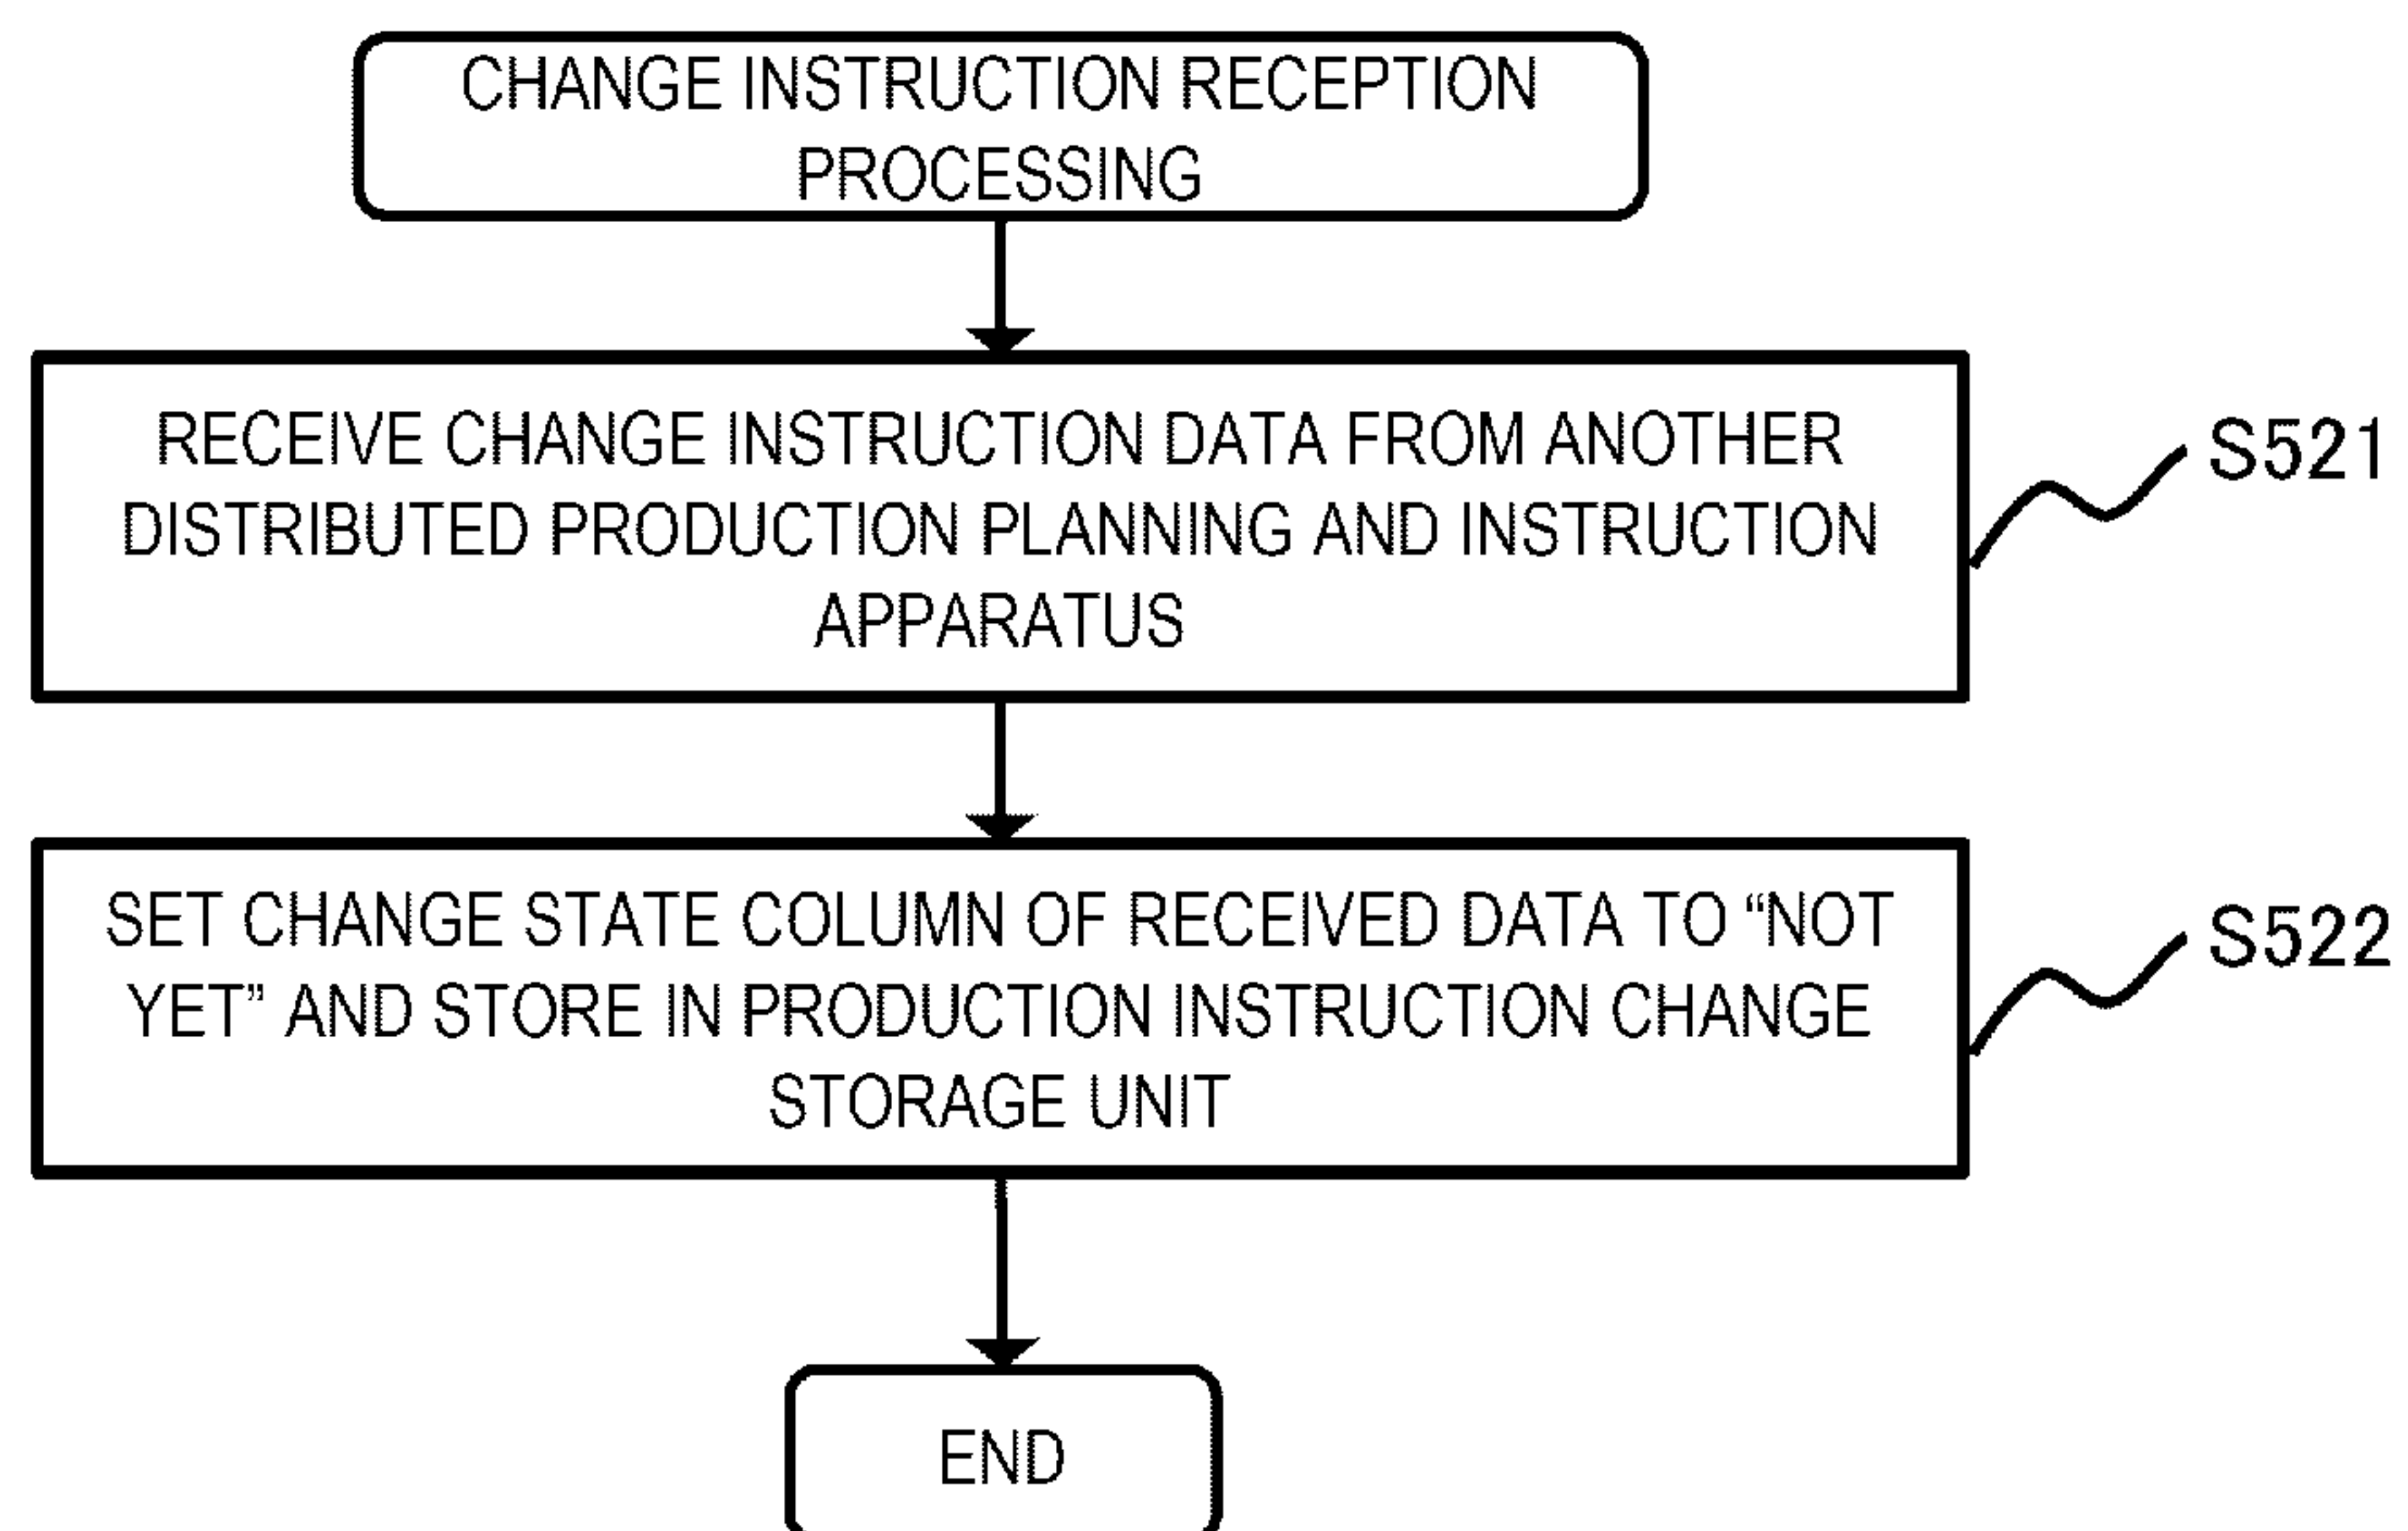 CHANGE INSTRUCTION RECEPTION
PROCESSING
RECEIVE CHANGE INSTRUCTION DATA FROM ANOTHER
DISTRIBUTED PRODUCTION PLANNING AND INSTRUCTION
APPARATUS
S521
SET CHANGE STATE COLUMN OF RECEIVED DATA TO “NOT
YET” AND STORE IN PRODUCTION INSTRUCTION CHANGE
STORAGE UNIT
S522
END